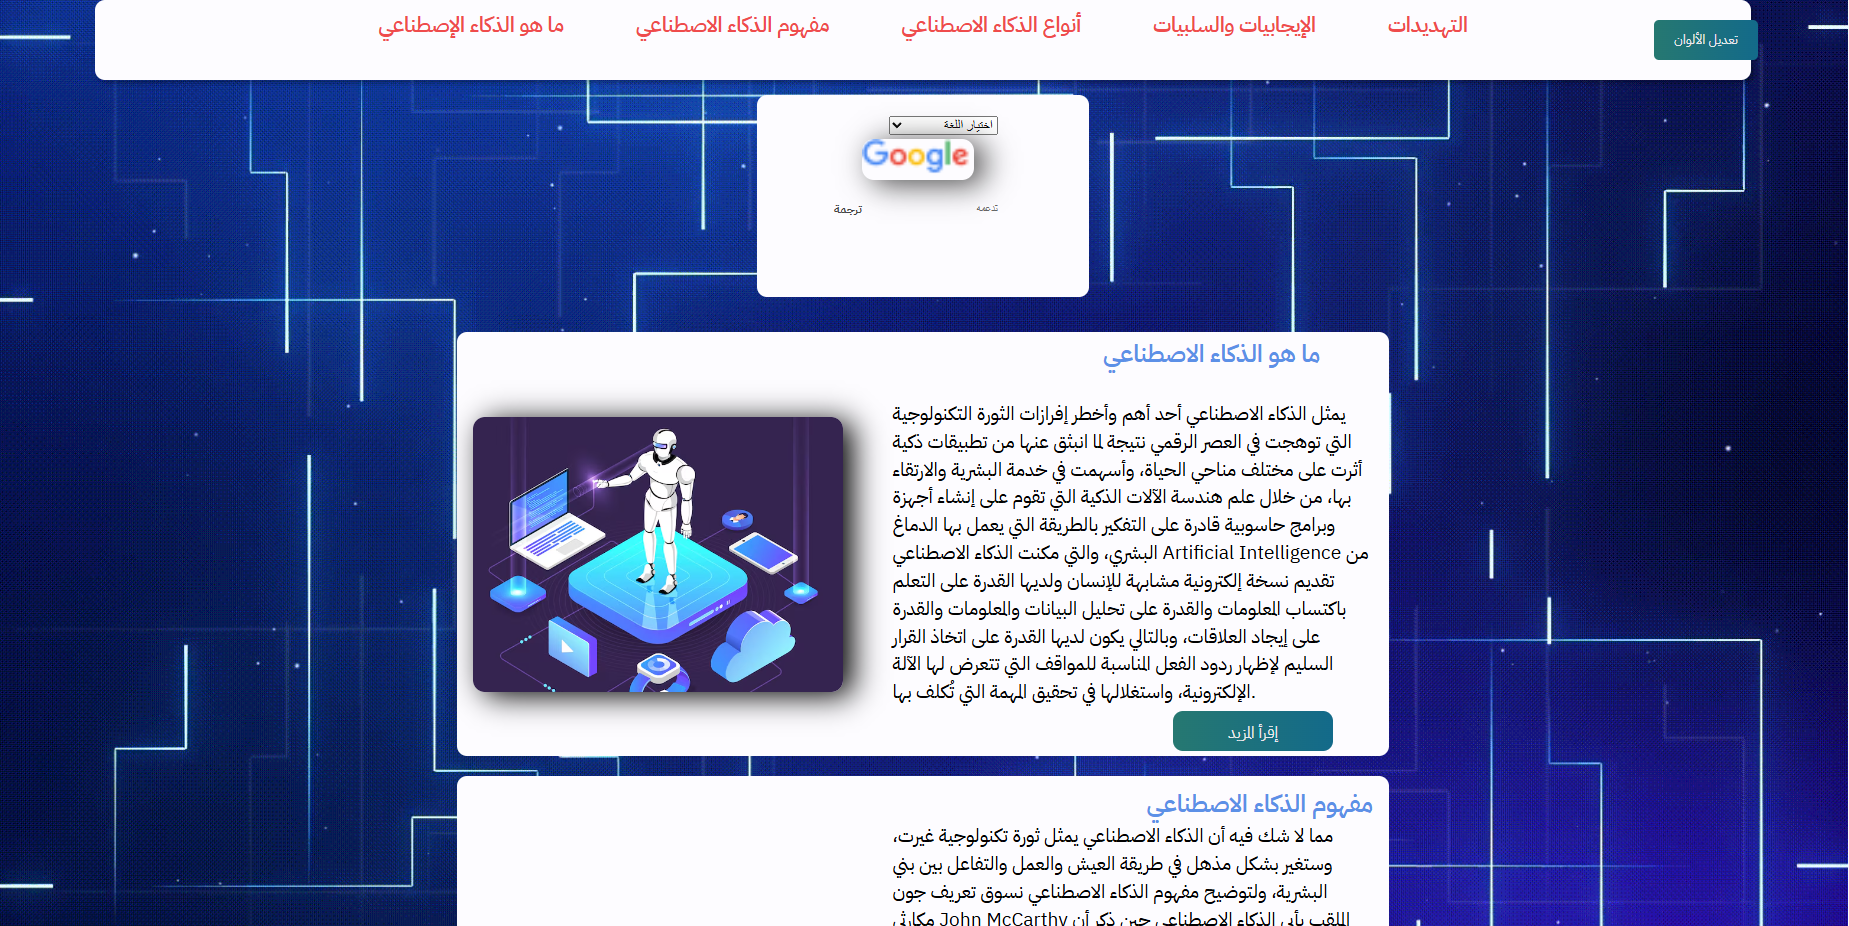 تعديل الألوان
التهديدات
الإيجابيات والسلبيات
أنواع الذكاء الاصطناعي
مفهوم الذكاء الاصطناعي
ما هو الذكاء الإصطناعي
اختيار اللغة
Google
تدعمه
ترجمة
ما هو الذكاء الاصطناعي
يمثل الذكاء الاصطناعي أحد أهم وأخطر إفرازات الثورة التكنولوجية
التي توهجت في العصر الرقمي نتيجة لما انبثق عنها من تطبيقات ذكية
أثرت على مختلف مناحي الحياة، وأسهمت في خدمة البشرية والارتقاء
بها، من خلال علم هندسة الآلات الذكية التي تقوم على إنشاء أجهزة
وبرامج حاسوبية قادرة على التفكير بالطريقة التي يعمل بها الدماغ
من Artificial Intelligence البشري، والتي مكنت الذكاء الاصطناعي
تقديم نسخة إلكترونية مشابهة للإنسان ولديها القدرة على التعلم
باكتساب المعلومات والقدرة على تحليل البيانات والمعلومات والقدرة
على إيجاد العلاقات، وبالتالي يكون لديها القدرة على اتخاذ القرار
السليم لإظهار ردود الفعل المناسبة للمواقف التي تتعرض لها الآلة
الإلكترونية، واستغلالها في تحقيق المهمة التي تُكلف بها.
إقرأ المزيد
مفهوم الذكاء الاصطناعي
مما لا شك فيه أن الذكاء الاصطناعي يمثل ثورة تكنولوجية غيرت،
وستغير بشكل مذهل في طريقة العيش والعمل والتفاعل بين بني
البشرية، ولتوضيح مفهوم الذكاء الاصطناعي نسوق تعريف جون
الملقب بأبي الذكاء الاصطناعي حين ذكر أن John McCarthy مكارثي